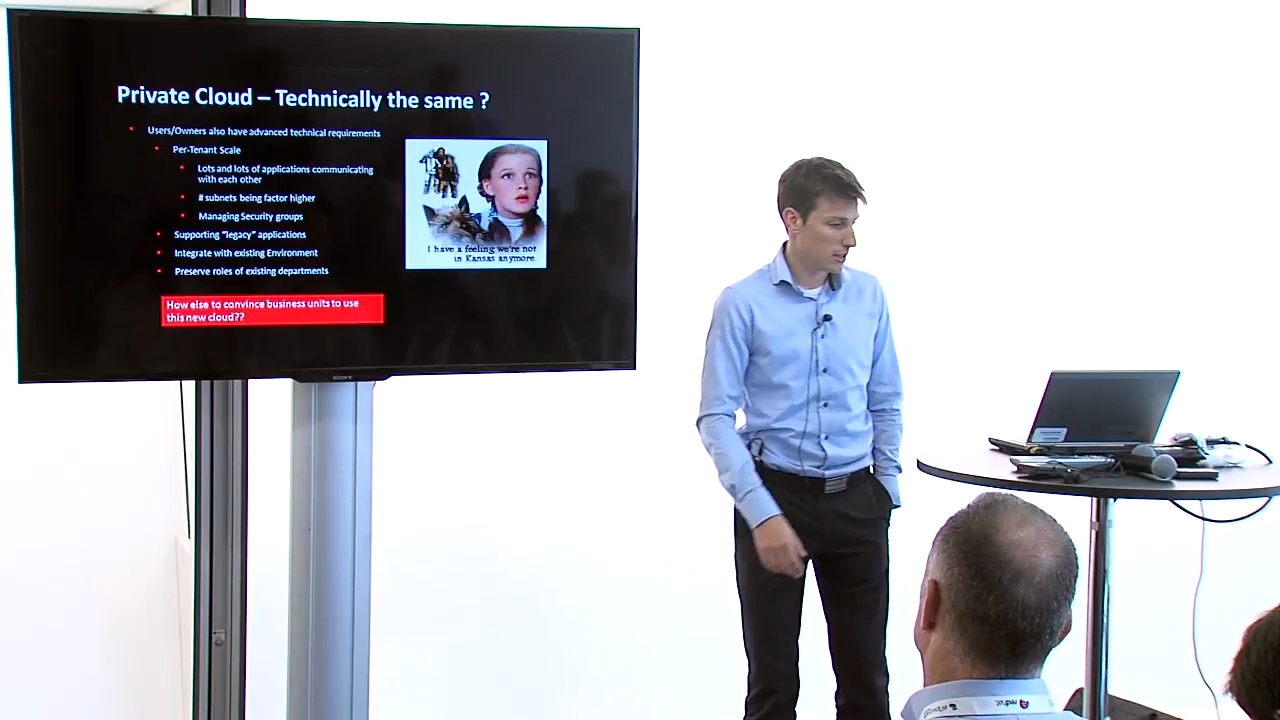 Private Cloud – Technically the same ?
Users/Owners also have advanced technical requirements
Per-Tenant Scale
Lots and lots of applications communicating
with each other
# subnets being factor higher
Managing Security groups
Supporting "legacy" applications
Integrate with existing Environment
Preserve roles of existing departments
How else to convince business units to use
this new cloud??
I have a feeling we're not
in Kansas anymore
SONY
redhat